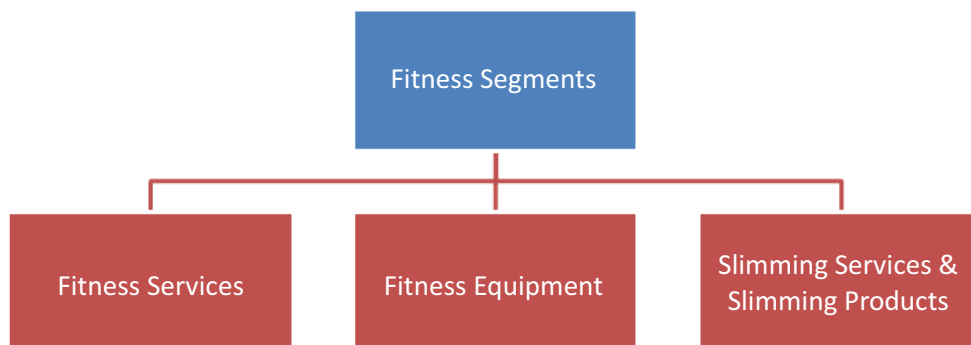 Fitness Segments
Fitness Services
Fitness Equipment
Slimming Services &
Slimming Products